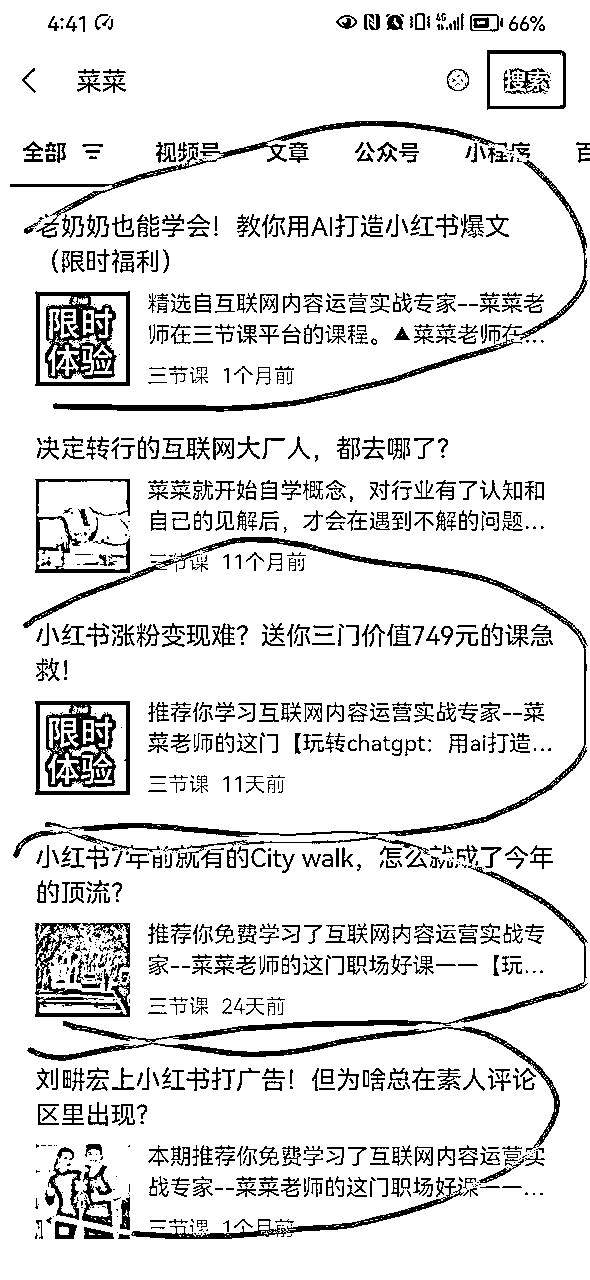 4:41
4G
66%
菜菜
搜索
全部 视频号 文章 公众号 小程序 百
老奶奶也能学会！教你用AI打造小红书爆文
（限时福利）
限时
体验
精选自互联网内容运营实战专家--菜菜老
师在三节课平台的课程。▲菜菜老师在...
三节课 1个月前
决定转行的互联网大厂人，都去哪了？
菜菜就开始自学概念，对行业有了认知和
自己的见解后，才会在遇到不解的问题...
三节课 11个月前
小红书涨粉变现难？送你三门价值749元的课急
救！
限时
体验
推荐你学习互联网内容运营实战专家--菜
菜老师的这门【玩转chatgpt：用ai打造...
三节课 11天前
小红书7年前就有的City walk，怎么就成了今年
的顶流？
推荐你免费学习了互联网内容运营实战专
家--菜菜老师的这门职场好课——【玩...
三节课 24天前
刘畊宏上小红书打广告！但为啥总在素人评论
区里出现？
本期推荐你免费学习了互联网内容运营实
战专家--菜菜老师的这门职场好课——...
三节课 1个月前